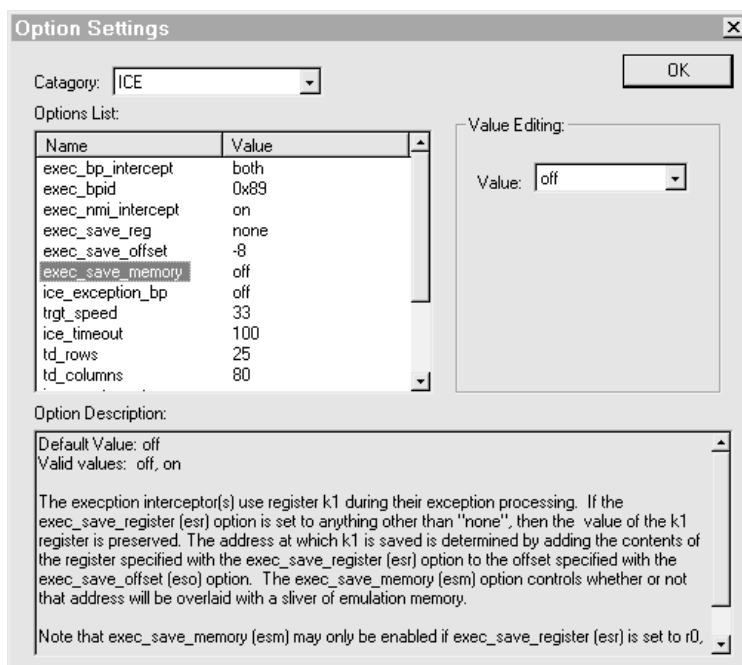 Option Settings
Catagory: ICE
OK
Options List:
Name Value
exec_bp_intercept both
exec_bpid 0x89
exec_nmi_intercept on
exec_save_reg none
exec_save_offset -8
exec_save_memory off
ice_exception_bp off
trgt_speed 33
ice_timeout 100
td_rows 25
td_columns 80
Value Editing:
Value: off
Option Description:
Default Value: off
Valid values: off, on
The execption interceptor(s) use register k1 during their exception processing. If the
exec_save_register (esr) option is set to anything other than "none", then the value of the k1
register is preserved. The address at which k1 is saved is determined by adding the contents of
the register specified with the exec_save_register (esr) option to the offset specified with the
exec_save_offset (eso) option. The exec_save_memory (esm) option controls whether or not
that address will be overlaid with a sliver of emulation memory.
Note that exec_save_memory (esm) may only be enabled if exec_save_register (esr) is set to r0,